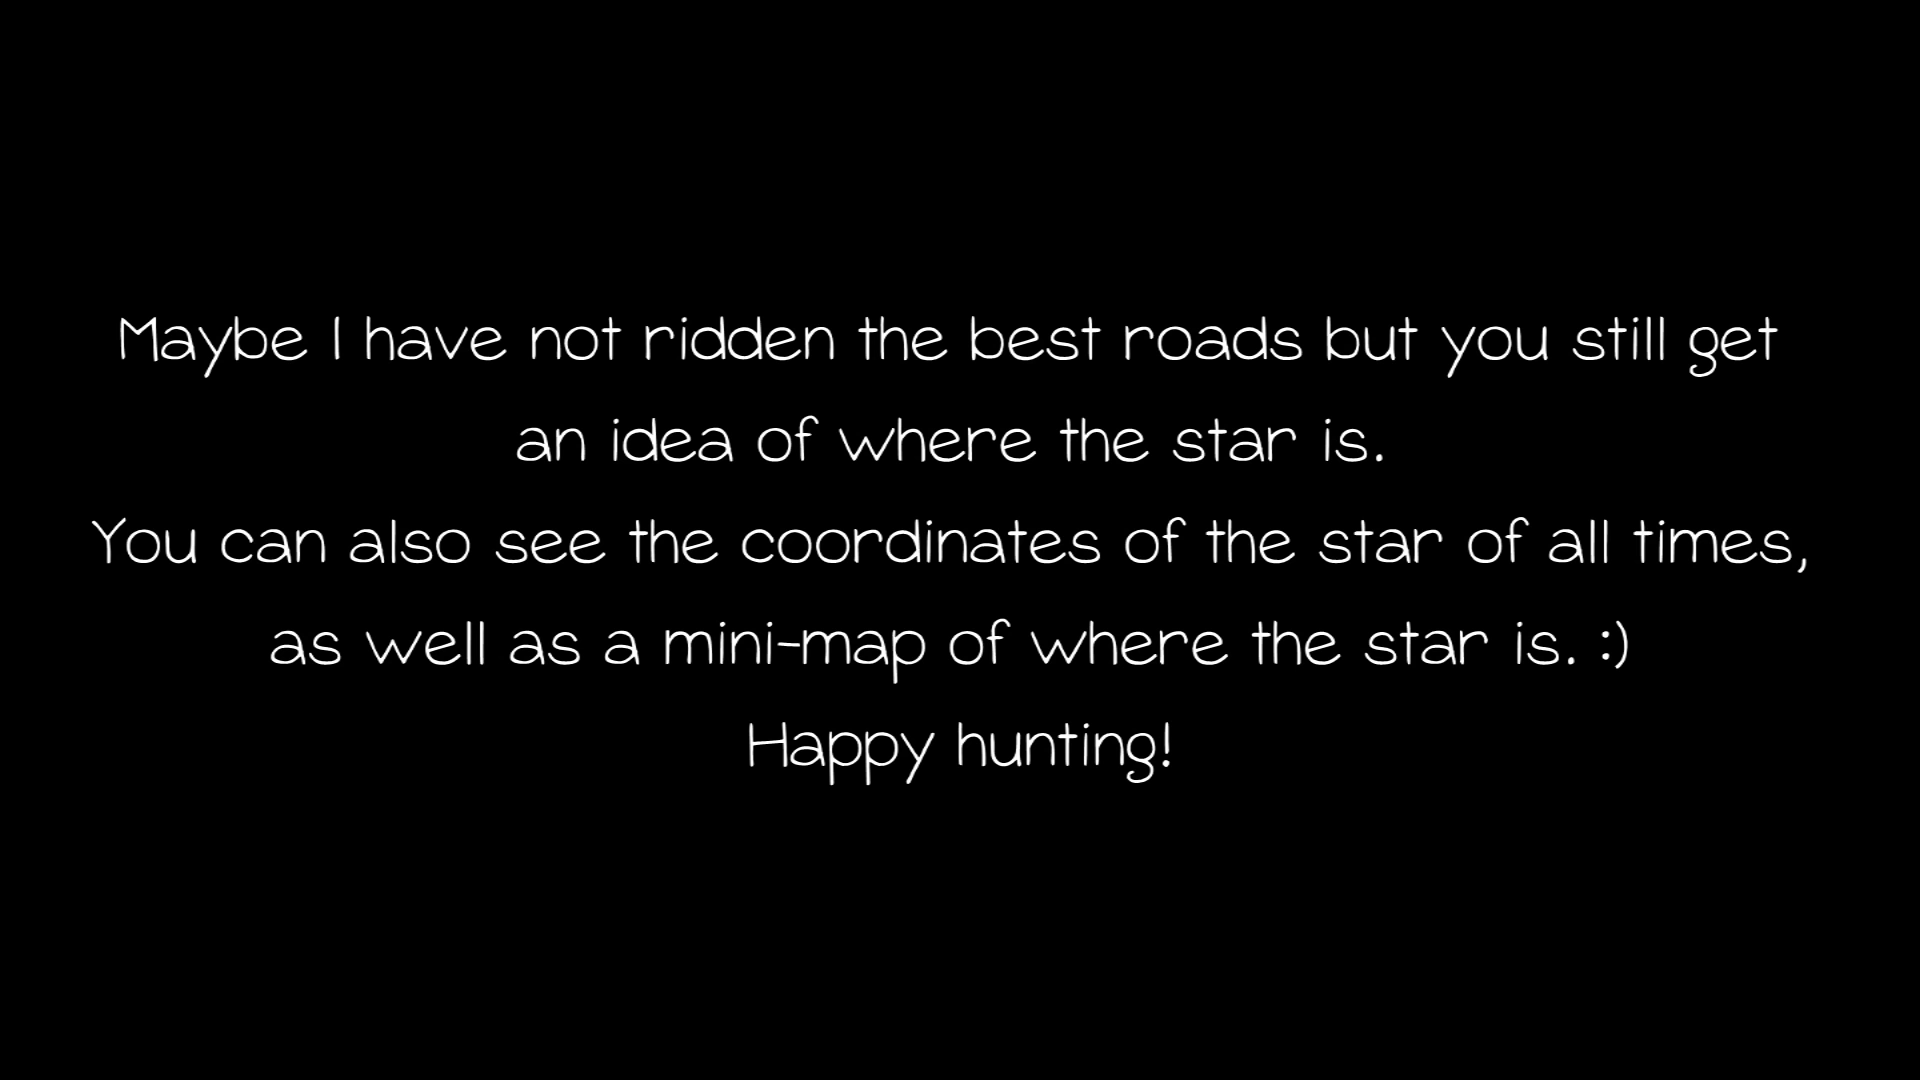 Maybe I have not ridden the best roads but you still get
an idea of where the star is.
You can also see the coordinates of the star of all times,
as well as a mini-map of where the star is. :)
Happy hunting!